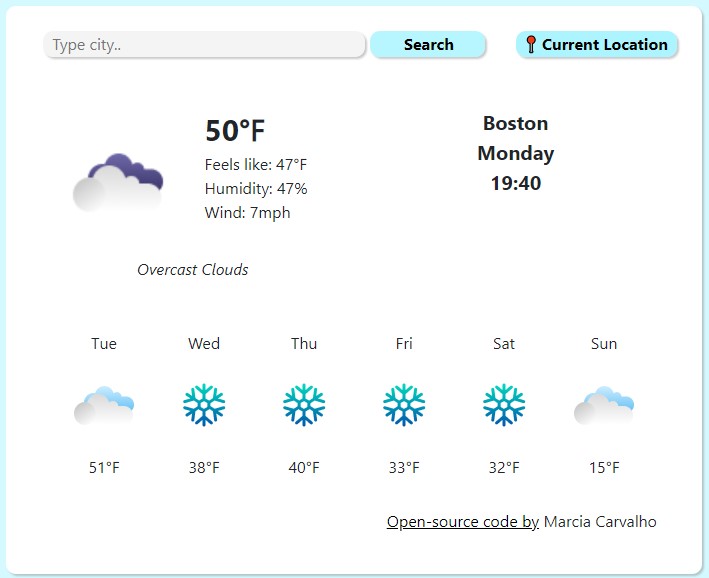 Type city..
Search
Current Location
50°F
Feels like: 47°F
Humidity: 47%
Wind: 7mph
Boston
Monday
19:40
Overcast Clouds
Tue Wed Thu Fri Sat Sun
51°F 38°F 40°F 33°F 32°F 15°F
Open-source code by Marcia Carvalho